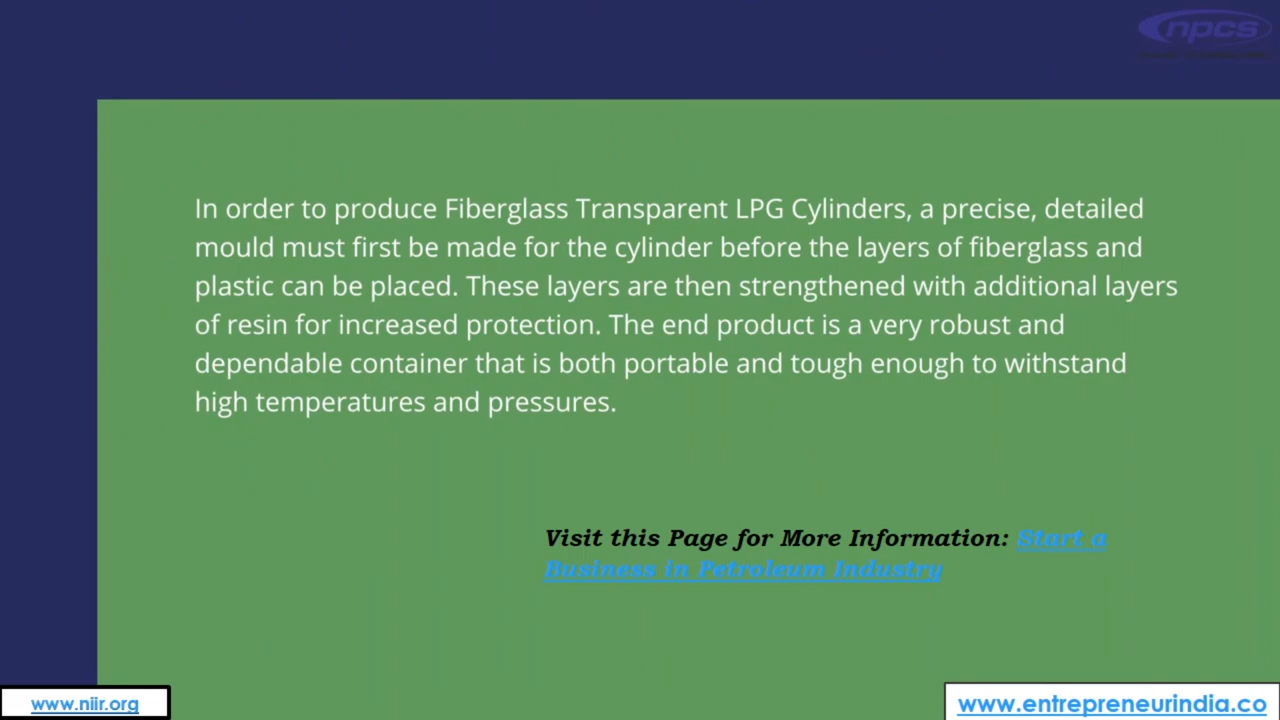 npcs
In order to produce Fiberglass Transparent LPG Cylinders, a precise, detailed
mould must first be made for the cylinder before the layers of fiberglass and
plastic can be placed. These layers are then strengthened with additional layers
of resin for increased protection. The end product is a very robust and
dependable container that is both portable and tough enough to withstand
high temperatures and pressures.
Visit this Page for More Information: Start a
Business in Petroleum Industry
www.niir.org
www.entrepreneurindia.co